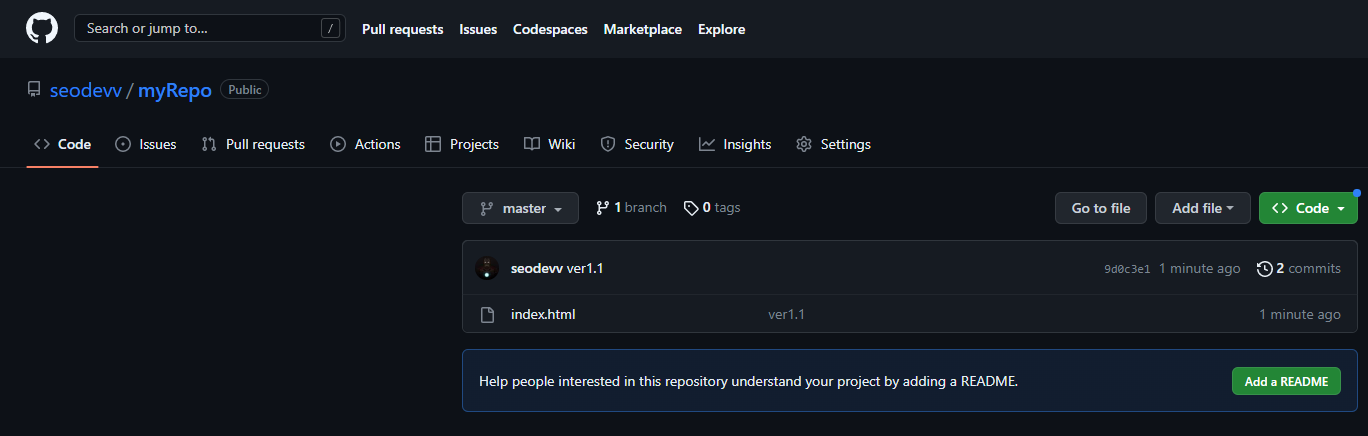 Search or jump to... / Pull requests Issues Codespaces Marketplace Explore
seodevv / myRepo Public
Code Issues Pull requests Actions Projects Wiki Security Insights Settings
master 1 branch 0 tags Go to file Add file Code
seodevv ver1.1 9d0c3e1 1 minute ago 2 commits
index.html ver1.1 1 minute ago
Help people interested in this repository understand your project by adding a README. Add a README